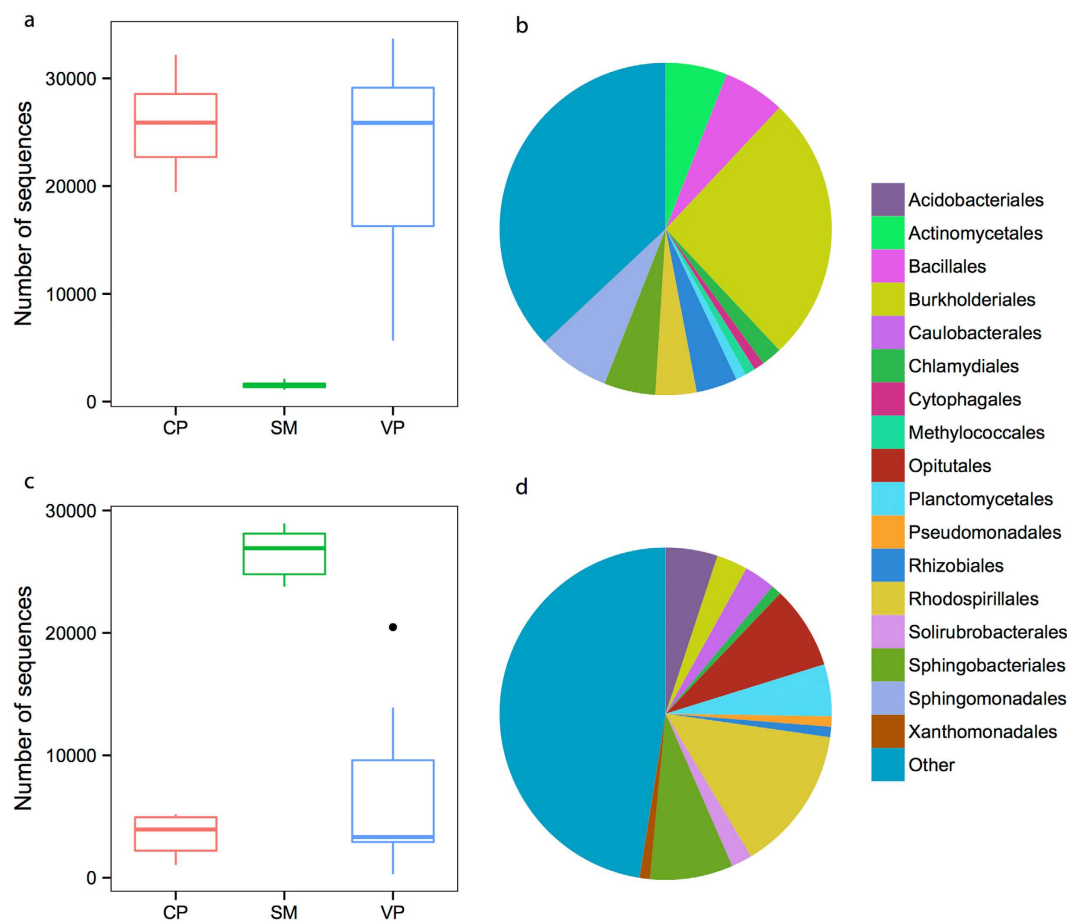 a
Number of sequences
30000
20000
10000
0
CP SM VP
b
c
Number of sequences
30000
20000
10000
0
CP SM VP
d
Acidobacteriales
Actinomycetales
Bacillales
Burkholderiales
Caulobacterales
Chlamydiales
Cytophagales
Methylococcales
Opitutales
Planctomycetales
Pseudomonadales
Rhizobiales
Rhodospirillales
Solirubrobacterales
Sphingobacteriales
Sphingomonadales
Xanthomonadales
Other